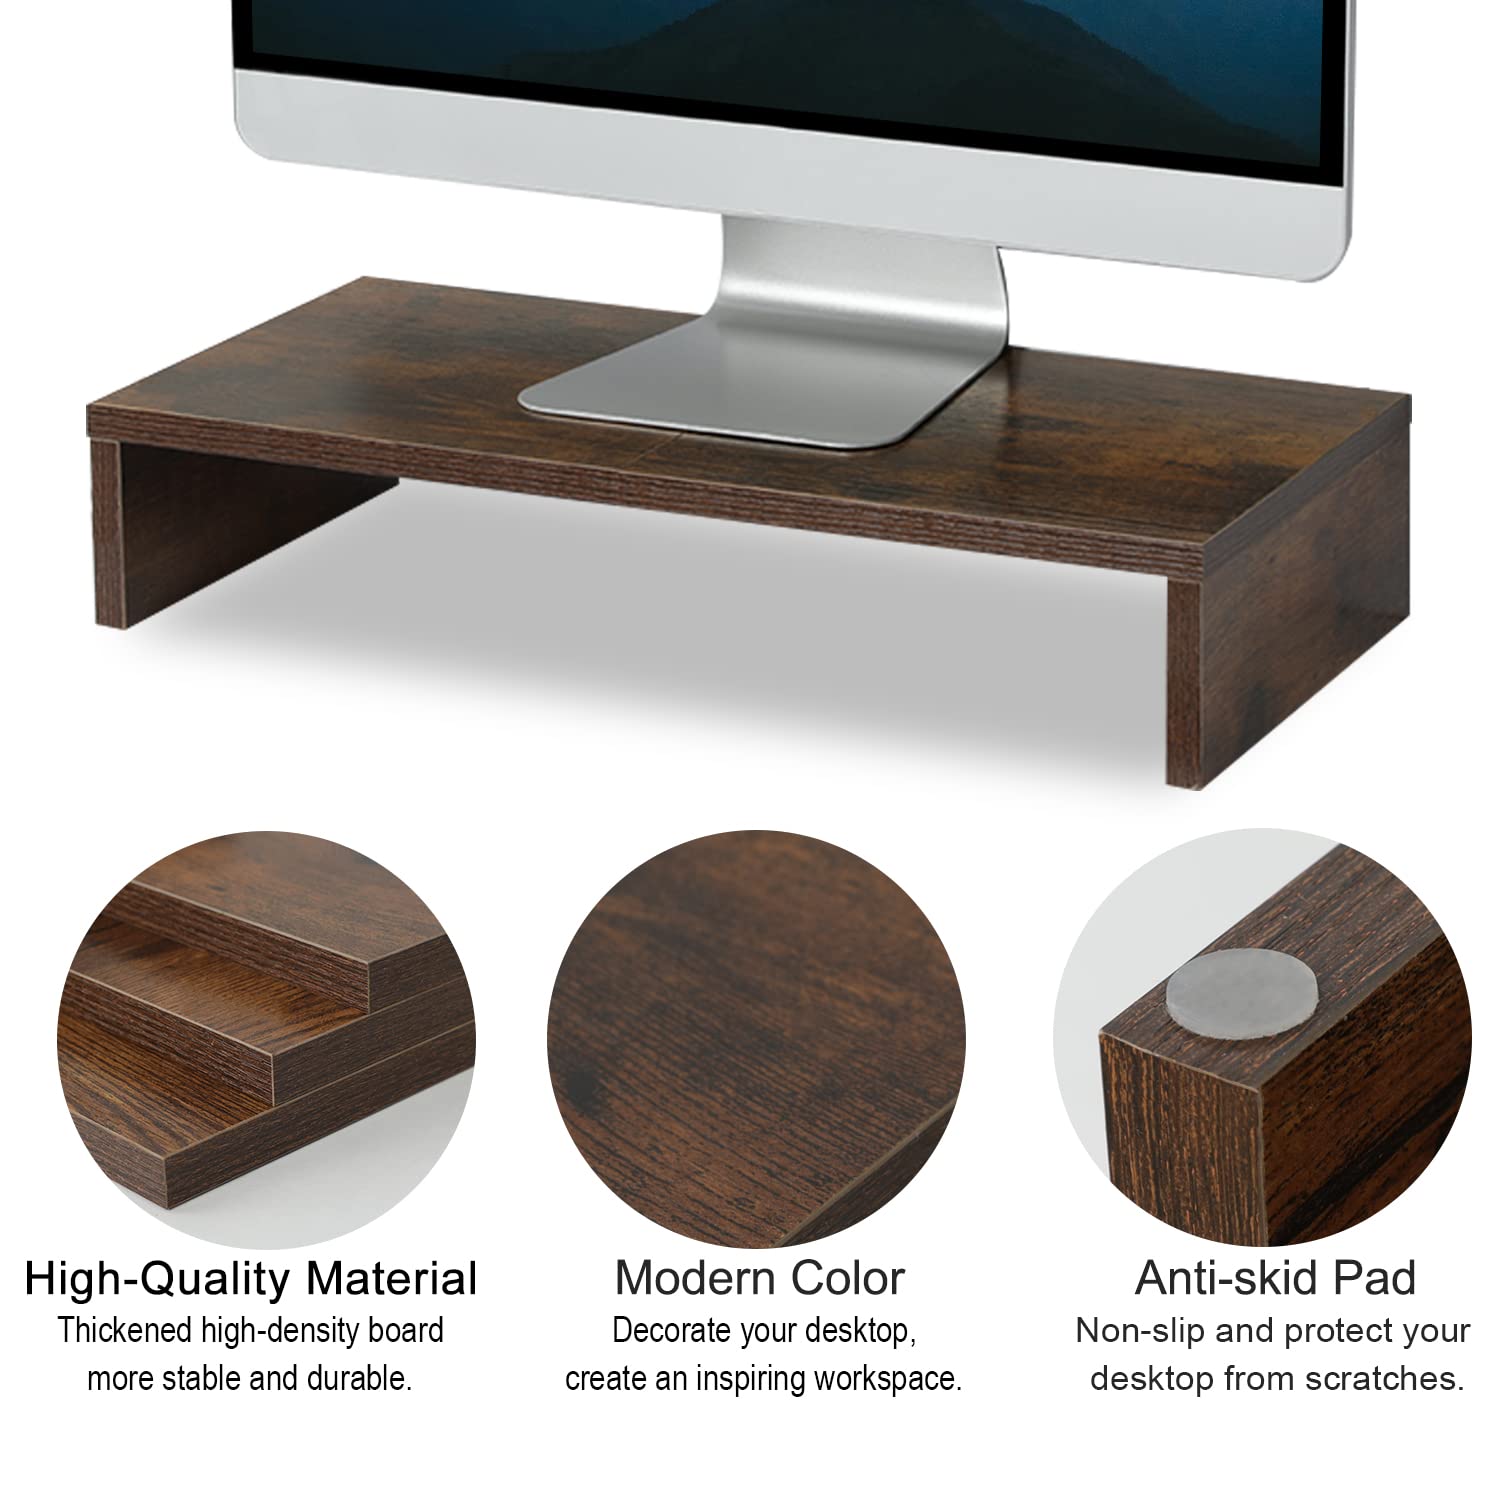 High-Quality Material
Thickened high-density board
more stable and durable.
Modern Color
Decorate your desktop,
create an inspiring workspace.
Anti-skid Pad
Non-slip and protect your
desktop from scratches.